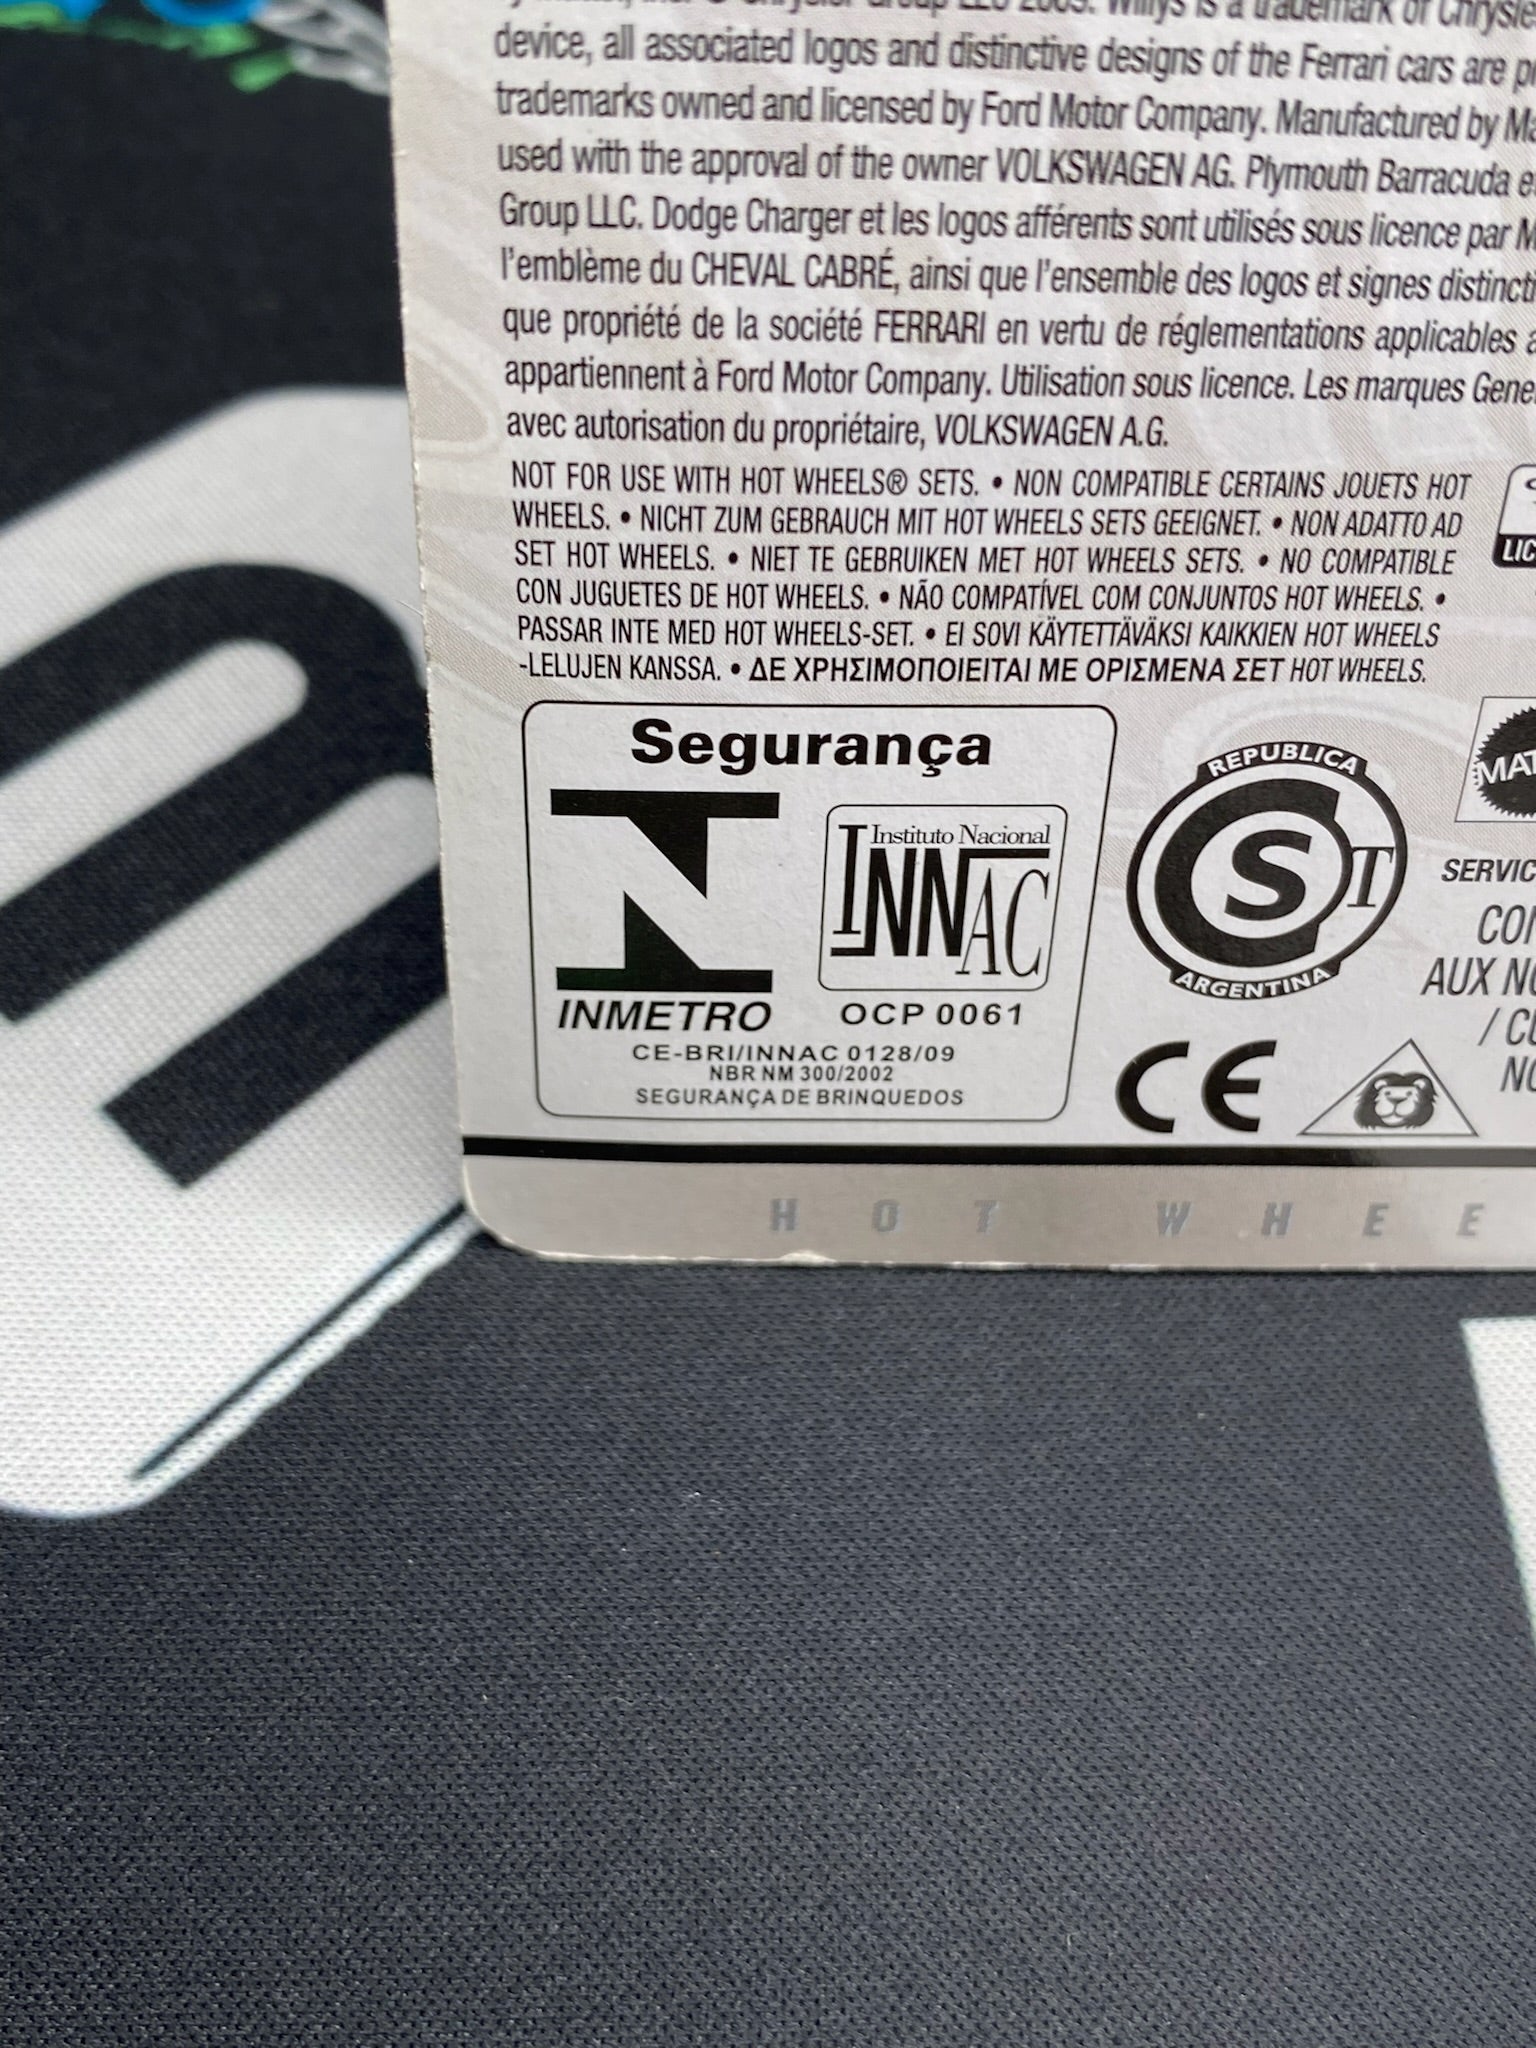 device, all associated logos and distinctive designs of the Ferrari cars are
trademarks owned and licensed by Ford Motor Company. Manufactured by
used with the approval of the owner VOLKSWAGEN AG. Plymouth Barracuda
Group LLC. Dodge Charger et les logos afférents sont utilisés sous licence par
l'emblème du CHEVAL CABRÉ, ainsi que l'ensemble des logos et signes
que propriété de la société FERRARI en vertu de réglementations applicables
appartiennent à Ford Motor Company. Utilisation sous licence. Les marques
avec autorisation du propriétaire, VOLKSWAGEN A.G.
NOT FOR USE WITH HOT WHEELS® SETS. • NON COMPATIBLE CERTAINS JOUETS HOT
WHEELS. • NICHT ZUM GEBRAUCH MIT HOT WHEELS SETS GEEIGNET. • NON ADATTO AD
SET HOT WHEELS. • NIET TE GEBRUIKEN MET HOT WHEELS SETS. • NO COMPATIBLE
CON JUGUETES DE HOT WHEELS. • NÃO COMPATÍVEL COM CONJUNTOS HOT WHEELS. •
PASSAR INTE MED HOT WHEELS-SET. • EI SOVI KÄYTETTÄVÄKSI KAIKKIEN HOT WHEELS
-LELUJEN KANSSA. • ΔΕ ΧΡΗΣΙΜΟΠΟΙΕΙΤΑΙ ΜΕ ΟΡΙΣΜΕΝΑ ΣΕΤ HOT WHEELS.
Segurança
Instituto Nacional
INNAC
INMETRO
OCP 0061
CE-BRI/INNAC 0128/09
NBR NM 300/2002
SEGURANÇA DE BRINQUEDOS
REPUBLICA
S T
ARGENTINA
CE
AUX
HOT